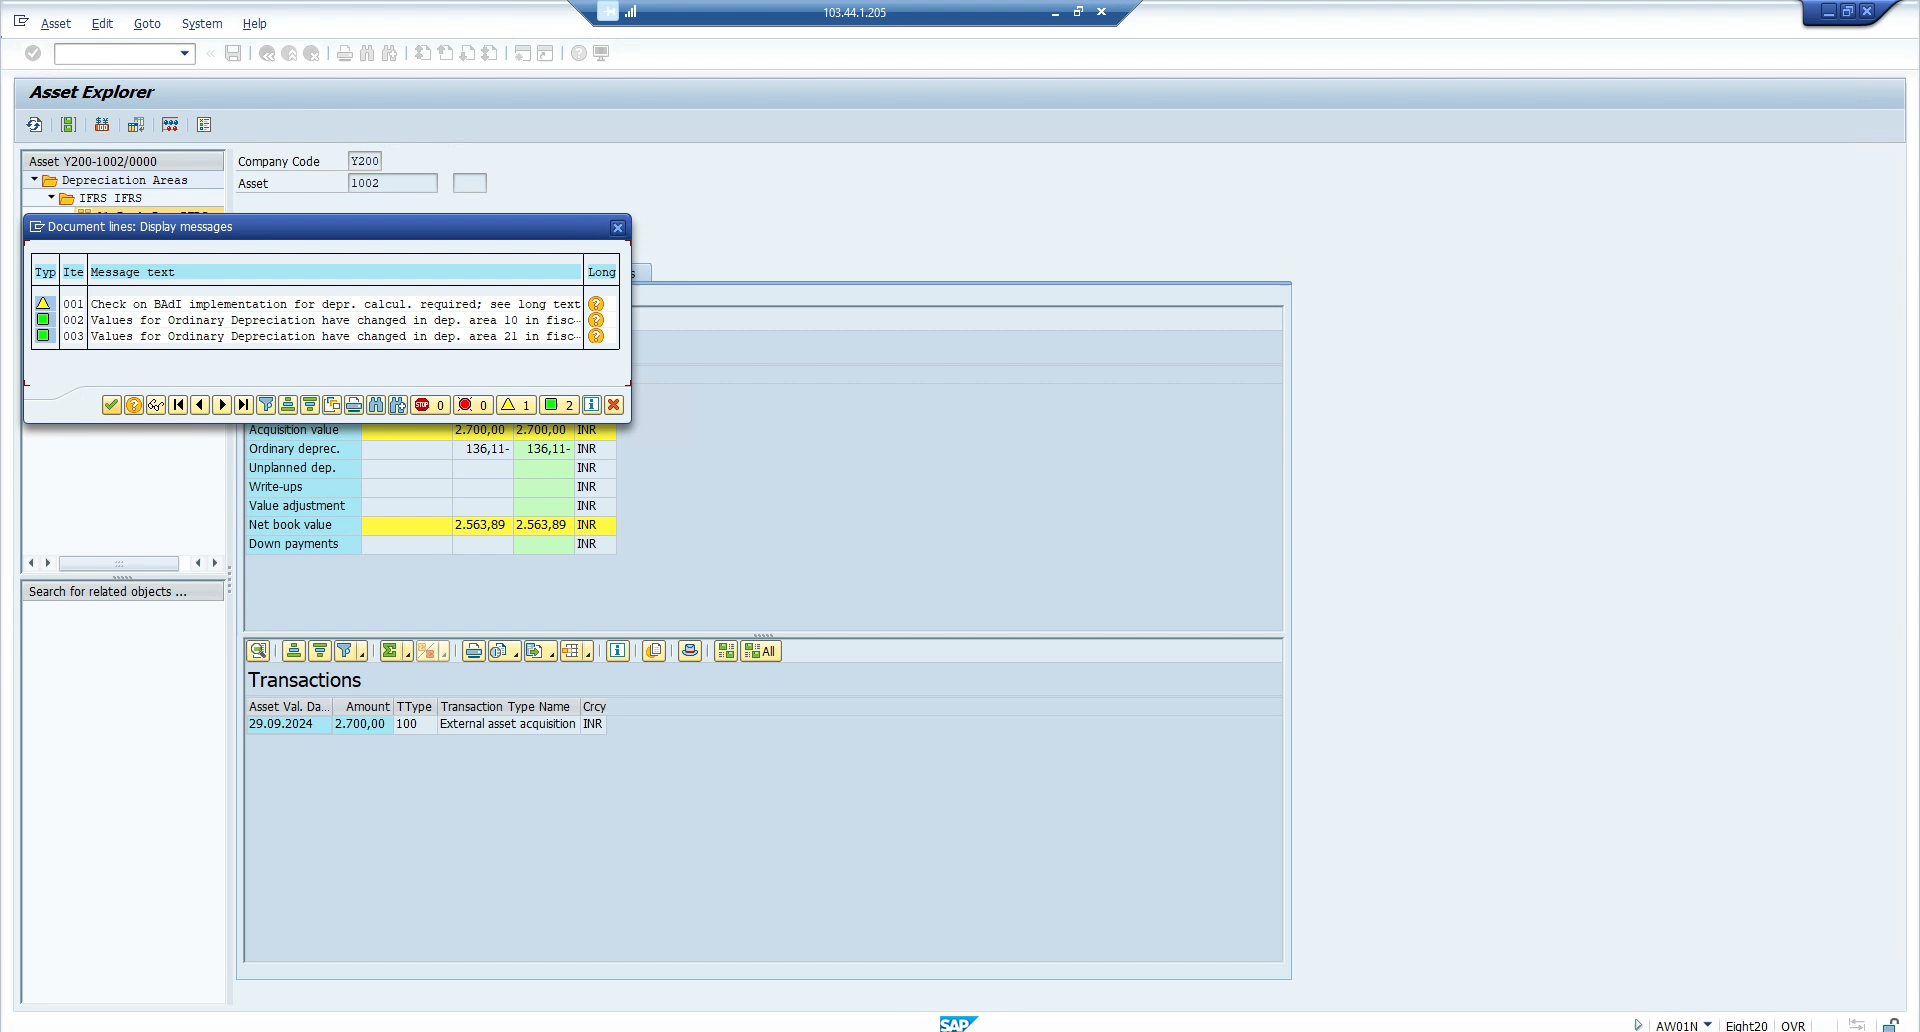 103.44.1.205
Asset Edit Goto System Help
Asset Explorer
Asset Y200-1002/0000
Depreciation Areas
IFRS IFRS
Company Code Y200
Asset 1002
Document lines: Display messages
Typ Ite Message text Long
001 Check on BAdI implementation for depr. calcul. required; see long text
002 Values for Ordinary Depreciation have changed in dep. area 10 in fisc…
003 Values for Ordinary Depreciation have changed in dep. area 21 in fisc…
STOP 0 0 1 2
Acquisition value 2.700,00 2.700,00 INR
Ordinary deprec. 136,11- 136,11- INR
Unplanned dep. INR
Write-ups INR
Value adjustment INR
Net book value 2.563,89 2.563,89 INR
Down payments INR
Search for related objects ...
All
Transactions
Asset Val. Da... Amount TType Transaction Type Name Crcy
29.09.2024 2.700,00 100 External asset acquisition INR
SAP
AW01N Eight20 OVR